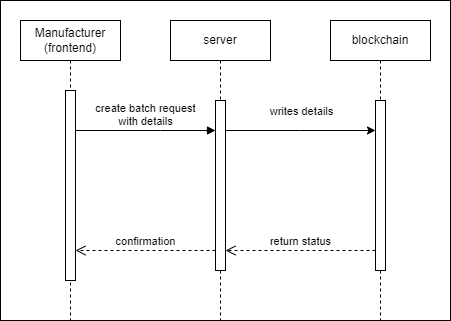 Manufacturer
(frontend)
server
blockchain
create batch request
with details
writes details
confirmation
return status